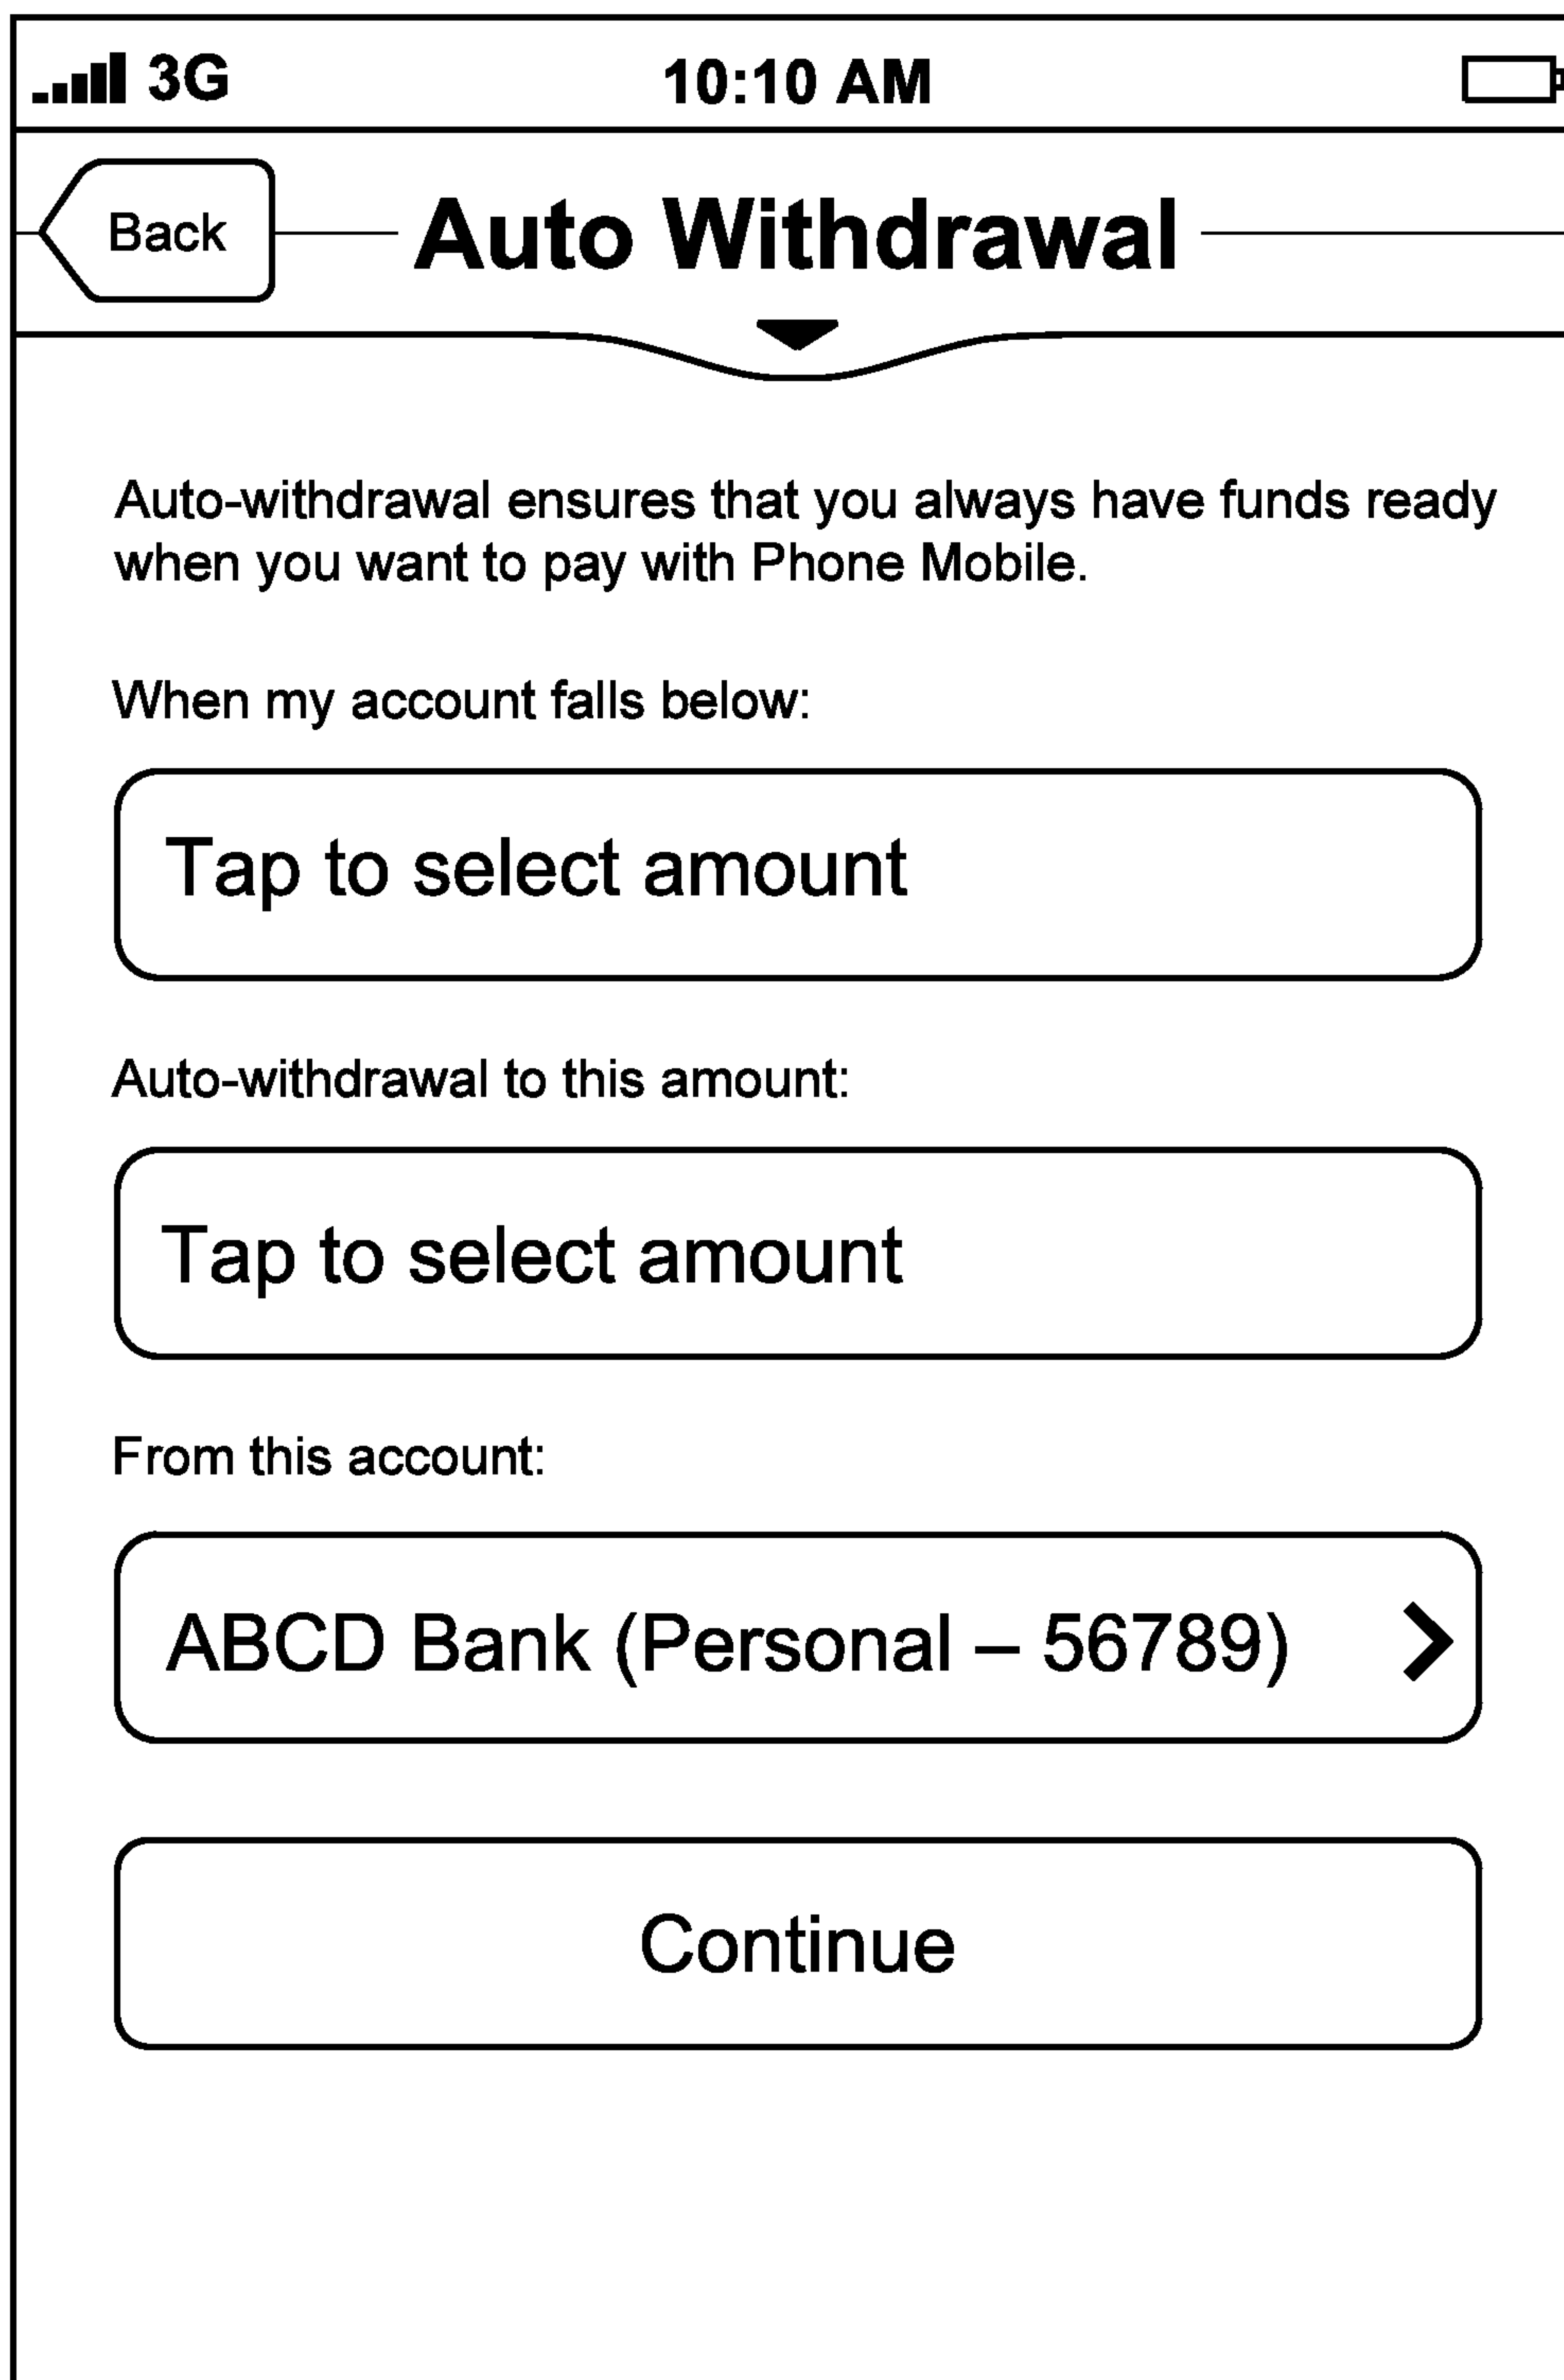 3G
10:10 AM
Back
Auto Withdrawal
Auto-withdrawal ensures that you always have funds ready
when you want to pay with Phone Mobile.
When my account falls below:
Tap to select amount
Auto-withdrawal to this amount:
Tap to select amount
From this account:
ABCD Bank (Personal – 56789)
Continue